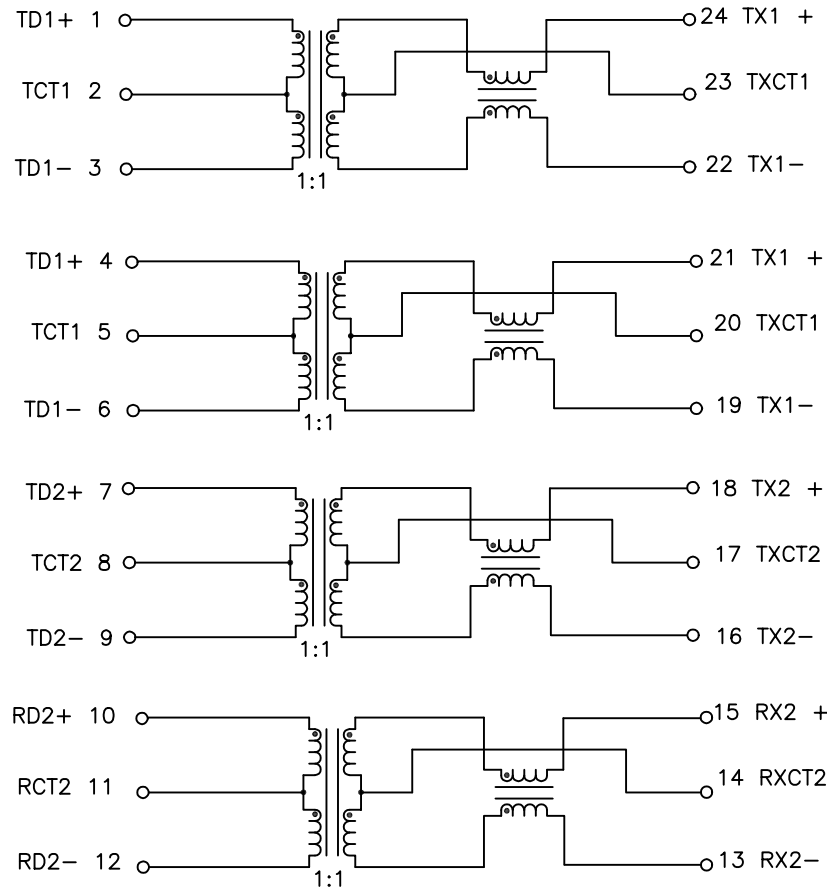 TD1+ 1 24 TX1 +
TCT1 2 23 TXCT1
TD1- 3 22 TX1-
1:1
TD1+ 4 21 TX1 +
TCT1 5 20 TXCT1
TD1- 6 19 TX1-
1:1
TD2+ 7 18 TX2 +
TCT2 8 17 TXCT2
TD2- 9 16 TX2-
1:1
RD2+ 10 15 RX2 +
RCT2 11 14 RXCT2
RD2- 12 13 RX2-
1:1